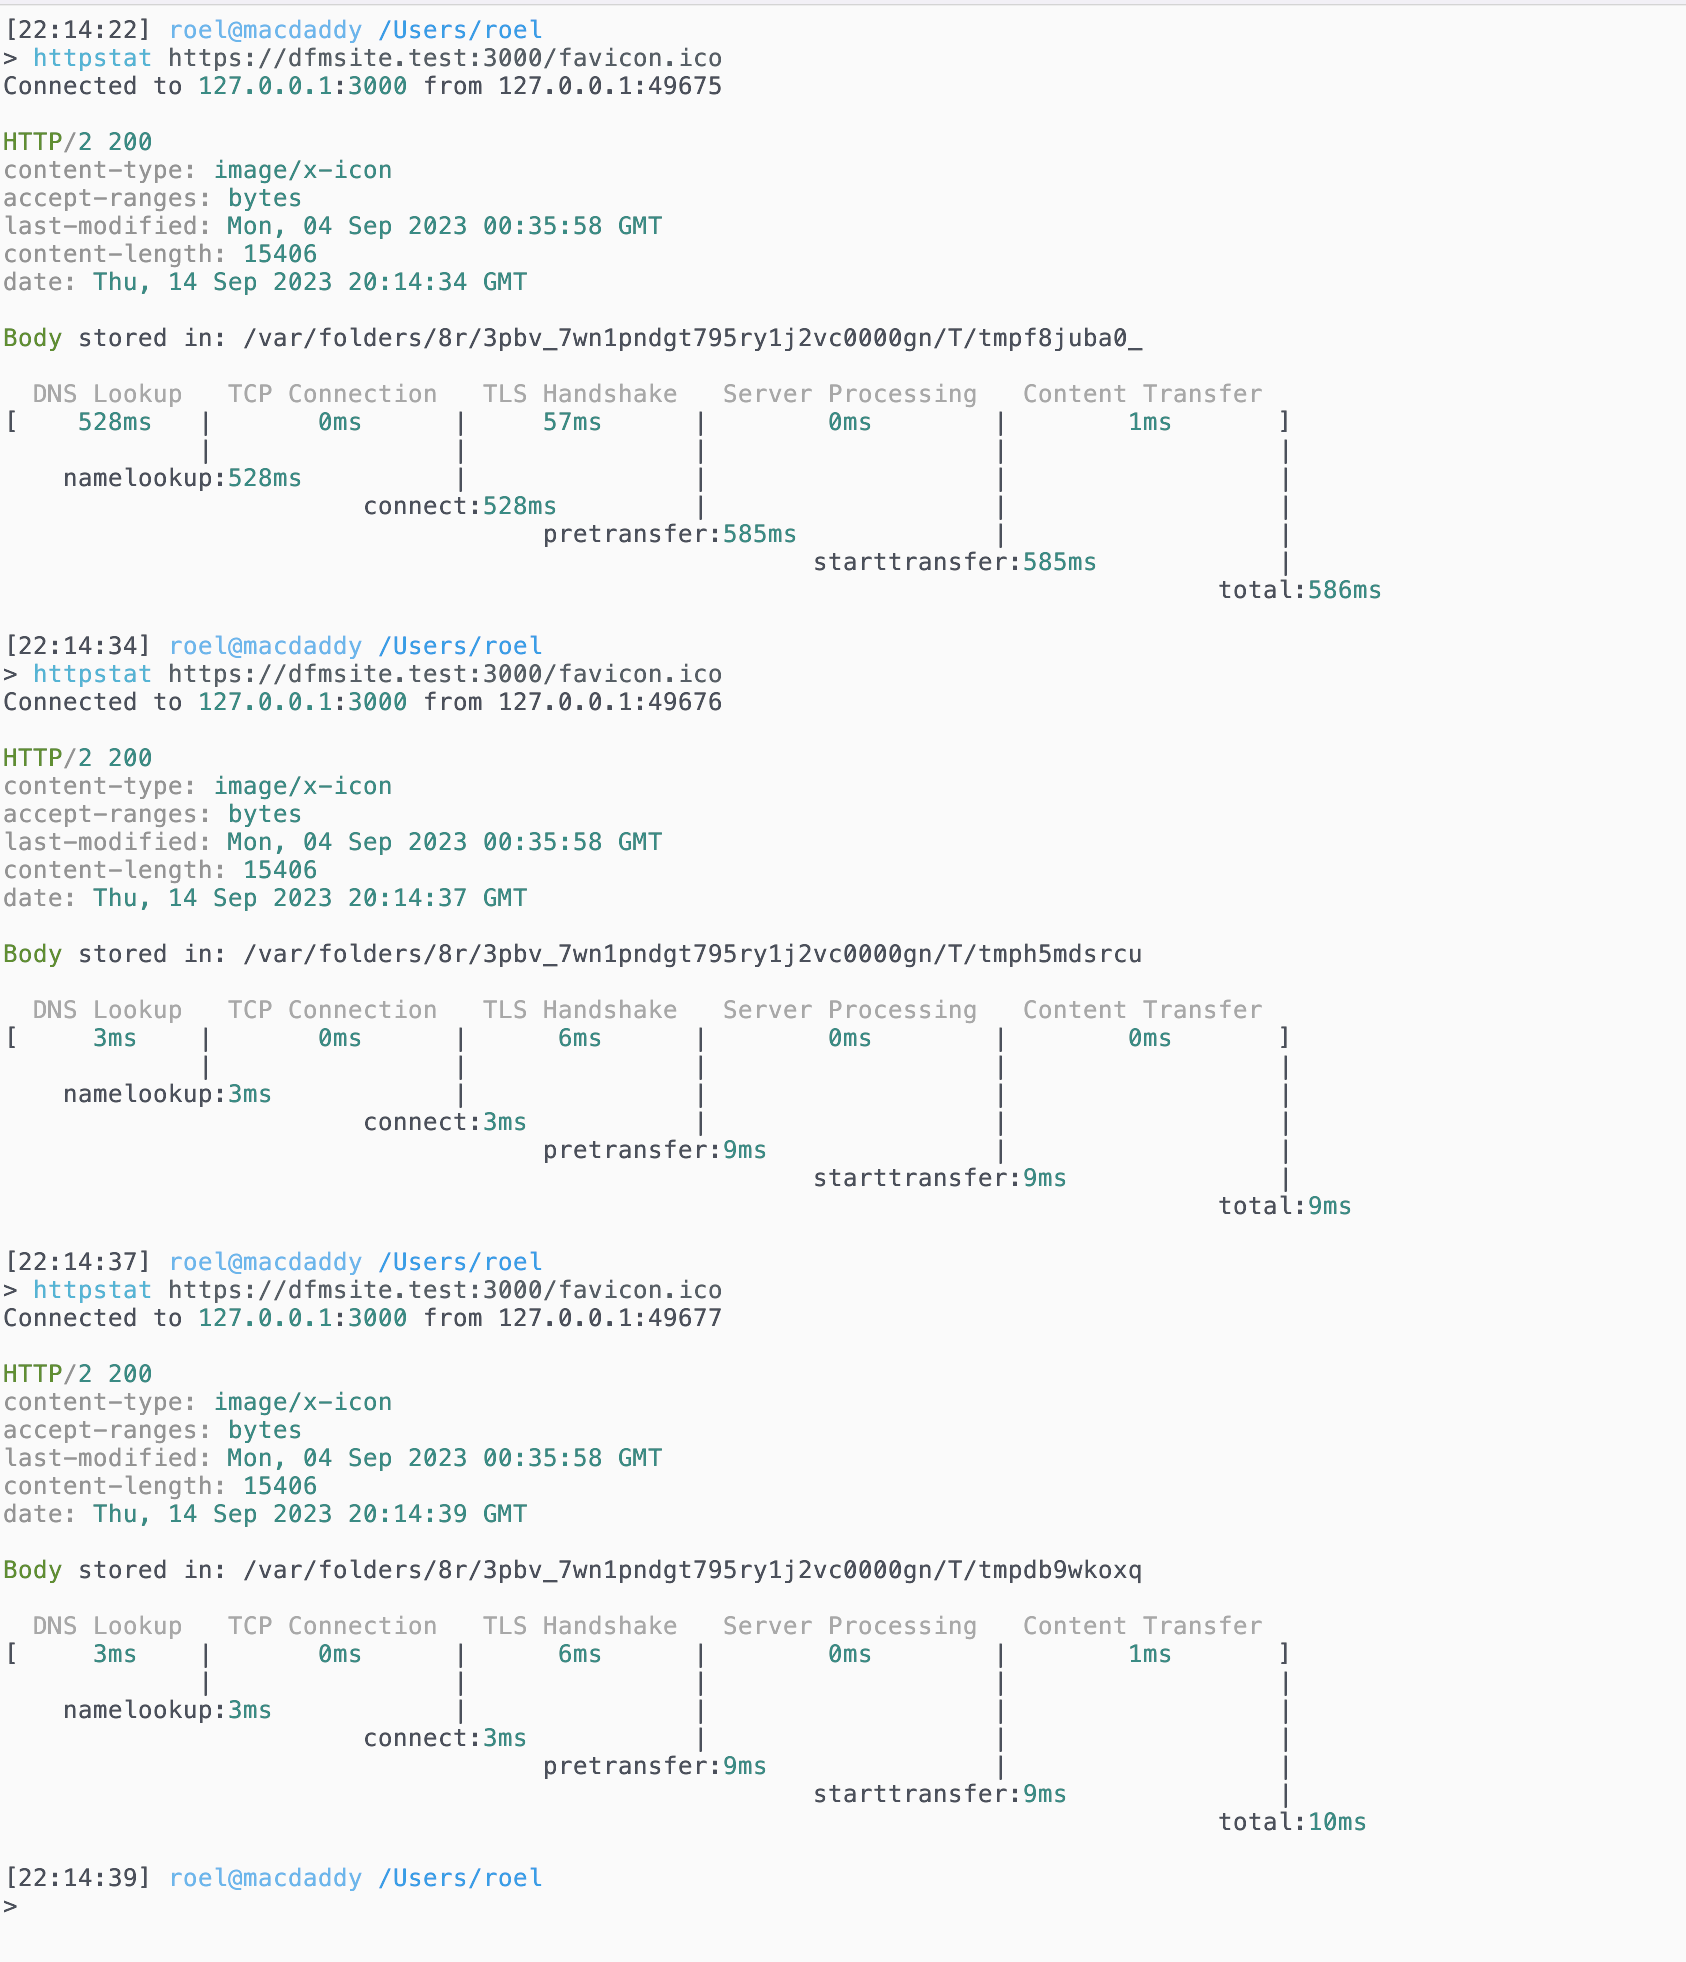 [22:14:22] roel@macdaddy /Users/roel
> httpstat https://dfmsite.test:3000/favicon.ico
Connected to 127.0.0.1:3000 from 127.0.0.1:49675

HTTP/2 200
content-type: image/x-icon
accept-ranges: bytes
last-modified: Mon, 04 Sep 2023 00:35:58 GMT
content-length: 15406
date: Thu, 14 Sep 2023 20:14:34 GMT

Body stored in: /var/folders/8r/3pbv_7wn1pndgt795ry1j2vc0000gn/T/tmpf8juba0_

  DNS Lookup   TCP Connection   TLS Handshake   Server Processing   Content Transfer
[    528ms   |       0ms      |     57ms      |        0ms        |        1ms       ]
             |                |               |                   |                  |
    namelookup:528ms          |               |                   |                  |
                        connect:528ms         |                   |                  |
                                    pretransfer:585ms             |                  |
                                                      starttransfer:585ms            |
                                                                                 total:586ms

[22:14:34] roel@macdaddy /Users/roel
> httpstat https://dfmsite.test:3000/favicon.ico
Connected to 127.0.0.1:3000 from 127.0.0.1:49676

HTTP/2 200
content-type: image/x-icon
accept-ranges: bytes
last-modified: Mon, 04 Sep 2023 00:35:58 GMT
content-length: 15406
date: Thu, 14 Sep 2023 20:14:37 GMT

Body stored in: /var/folders/8r/3pbv_7wn1pndgt795ry1j2vc0000gn/T/tmph5mdsrcu

  DNS Lookup   TCP Connection   TLS Handshake   Server Processing   Content Transfer
[     3ms    |       0ms      |      6ms      |        0ms        |        0ms       ]
             |                |               |                   |                  |
    namelookup:3ms            |               |                   |                  |
                        connect:3ms           |                   |                  |
                                    pretransfer:9ms               |                  |
                                                      starttransfer:9ms              |
                                                                                 total:9ms

[22:14:37] roel@macdaddy /Users/roel
> httpstat https://dfmsite.test:3000/favicon.ico
Connected to 127.0.0.1:3000 from 127.0.0.1:49677

HTTP/2 200
content-type: image/x-icon
accept-ranges: bytes
last-modified: Mon, 04 Sep 2023 00:35:58 GMT
content-length: 15406
date: Thu, 14 Sep 2023 20:14:39 GMT

Body stored in: /var/folders/8r/3pbv_7wn1pndgt795ry1j2vc0000gn/T/tmpdb9wkoxq

  DNS Lookup   TCP Connection   TLS Handshake   Server Processing   Content Transfer
[     3ms    |       0ms      |      6ms      |        0ms        |        1ms       ]
             |                |               |                   |                  |
    namelookup:3ms            |               |                   |                  |
                        connect:3ms           |                   |                  |
                                    pretransfer:9ms               |                  |
                                                      starttransfer:9ms              |
                                                                                 total:10ms

[22:14:39] roel@macdaddy /Users/roel
>